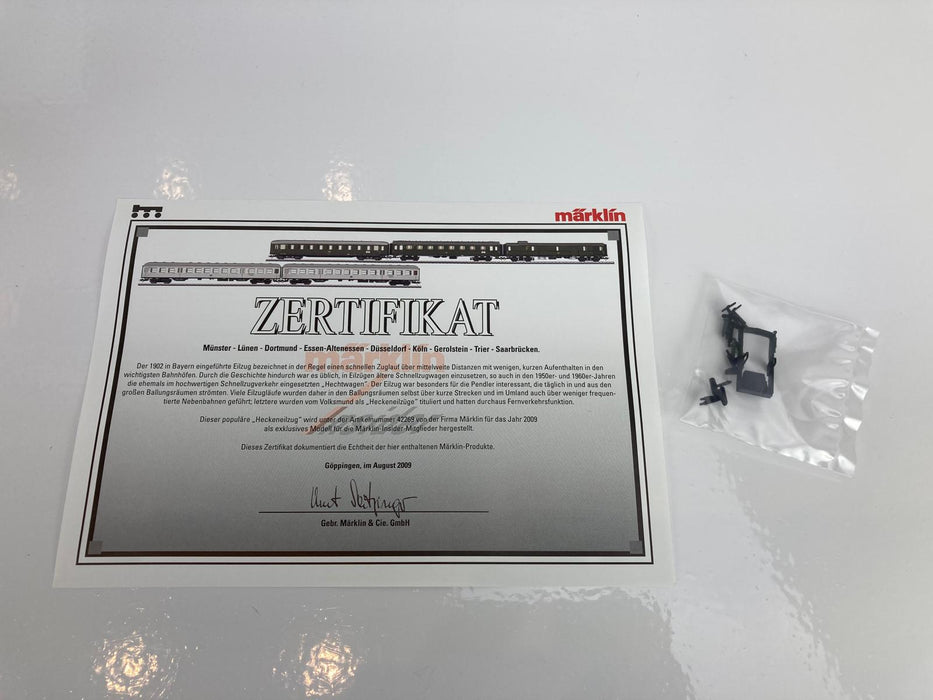 märklin
ZERTIFIKAT
Münster - Lünen - Dortmund - Essen-Altenessen - Düsseldorf - Köln - Gerolstein - Trier - Saarbrücken.
märklin
Insider
Der 1902 in Bayern eingeführte Eilzug bezeichnet in der Regel einen schnellen Zuglauf über mittelweite Distanzen mit wenigen, kurzen Aufenthalten in den
wichtigsten Bahnhöfen. Durch die Geschichte hindurch war es üblich, in Eilzügen ältere Schnellzugwagen einzusetzen, so auch in den 1950er- und 1960er-Jahren
die ehemals im hochwertigen Schnellzugverkehr eingesetzten „Hechtwagen“. Der Eilzug war besonders für die Pendler interessant, die täglich in und aus den
großen Ballungsräumen strömten. Viele Eilzugläufe wurden daher in den Ballungsräumen selbst über kurze Strecken und im Umland auch über weniger frequen-
tierte Nebenbahnen geführt; letztere wurden vom Volksmund als „Heckeneilzug“ tituliert und hatten durchaus Fernverkehrsfunktion.
Dieser populäre „Heckeneilzug“ wird unter der Artikelnummer 42269 von der Firma Märklin für das Jahr 2009
als exklusives Modell für die Märklin-Insider-Mitglieder hergestellt.
Dieses Zertifikat dokumentiert die Echtheit der hier enthaltenen Märklin-Produkte.
Göppingen, im August 2009
Gebr. Märklin & Cie. GmbH